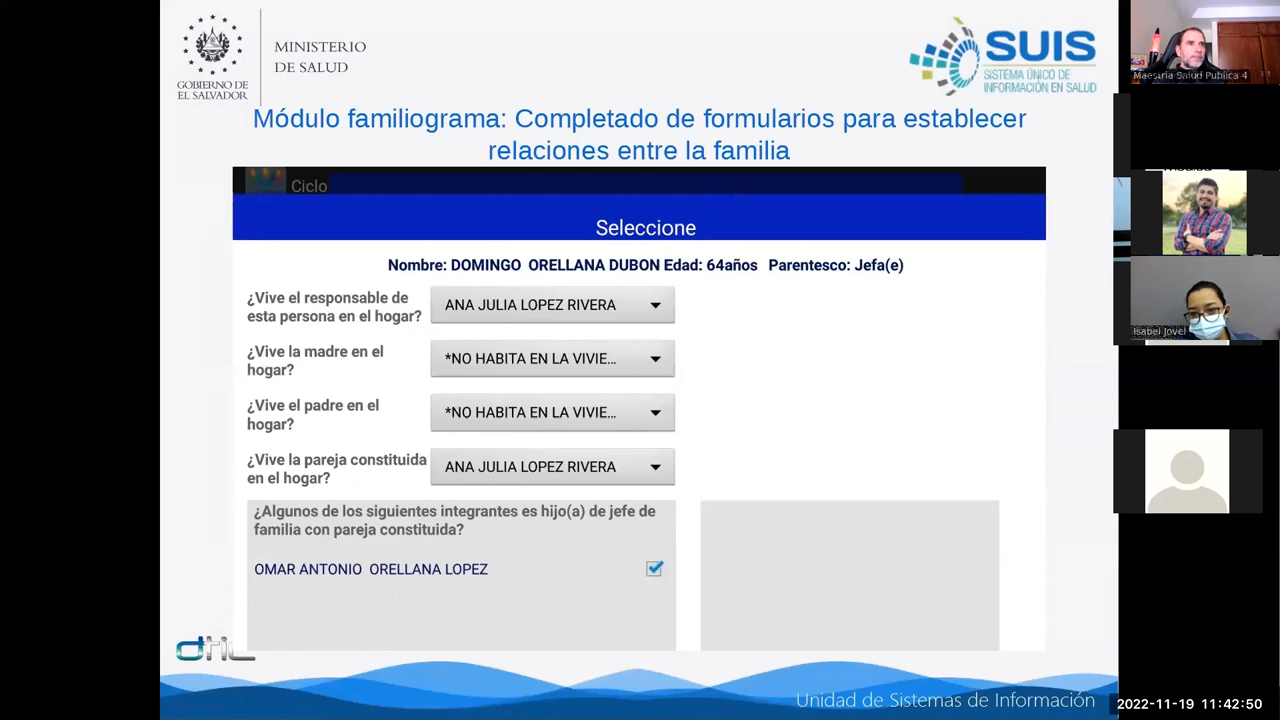 GOBIERNO DE
EL SALVADOR
MINISTERIO
DE SALUD
SUIS
SISTEMA ÚNICO DE
INFORMACIÓN EN SALUD
Módulo familiograma: Completado de formularios para establecer
relaciones entre la familia
Ciclo
Seleccione
Nombre: DOMINGO ORELLANA DUBON Edad: 64años Parentesco: Jefa(e)
¿Vive el responsable de
esta persona en el hogar?
ANA JULIA LOPEZ RIVERA
¿Vive la madre en el
hogar?
*NO HABITA EN LA VIVIE...
¿Vive el padre en el
hogar?
*NO HABITA EN LA VIVIE...
¿Vive la pareja constituida
en el hogar?
ANA JULIA LOPEZ RIVERA
¿Algunos de los siguientes integrantes es hijo(a) de jefe de
familia con pareja constituida?
OMAR ANTONIO ORELLANA LOPEZ
dtic
Unidad de Sistemas de Información
Maestria Salud Publica 4
Isabel Jovel
2022-11-19 11:42:50